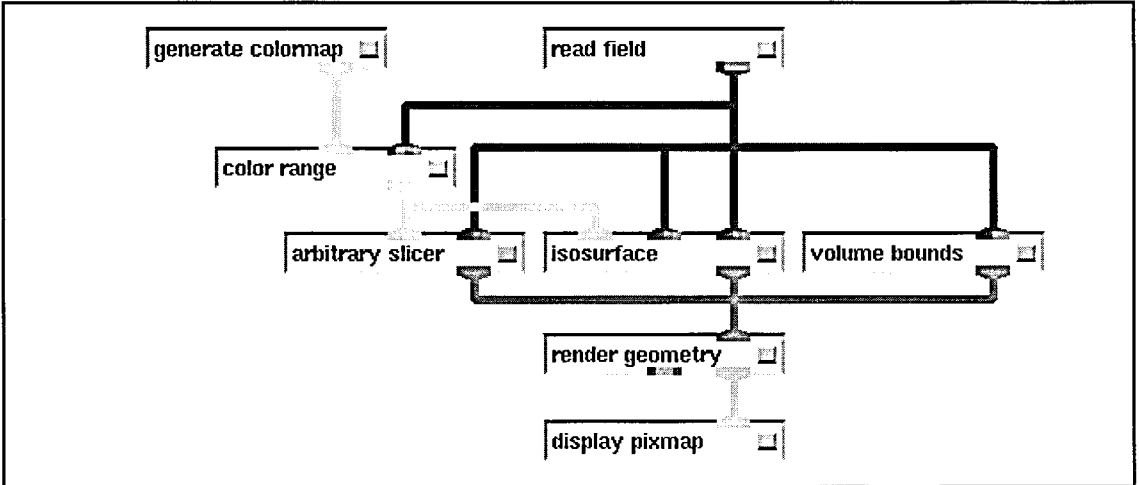 generate colormap
read field
color range
arbitrary slicer
isosurface
volume bounds
render geometry
display pixmap